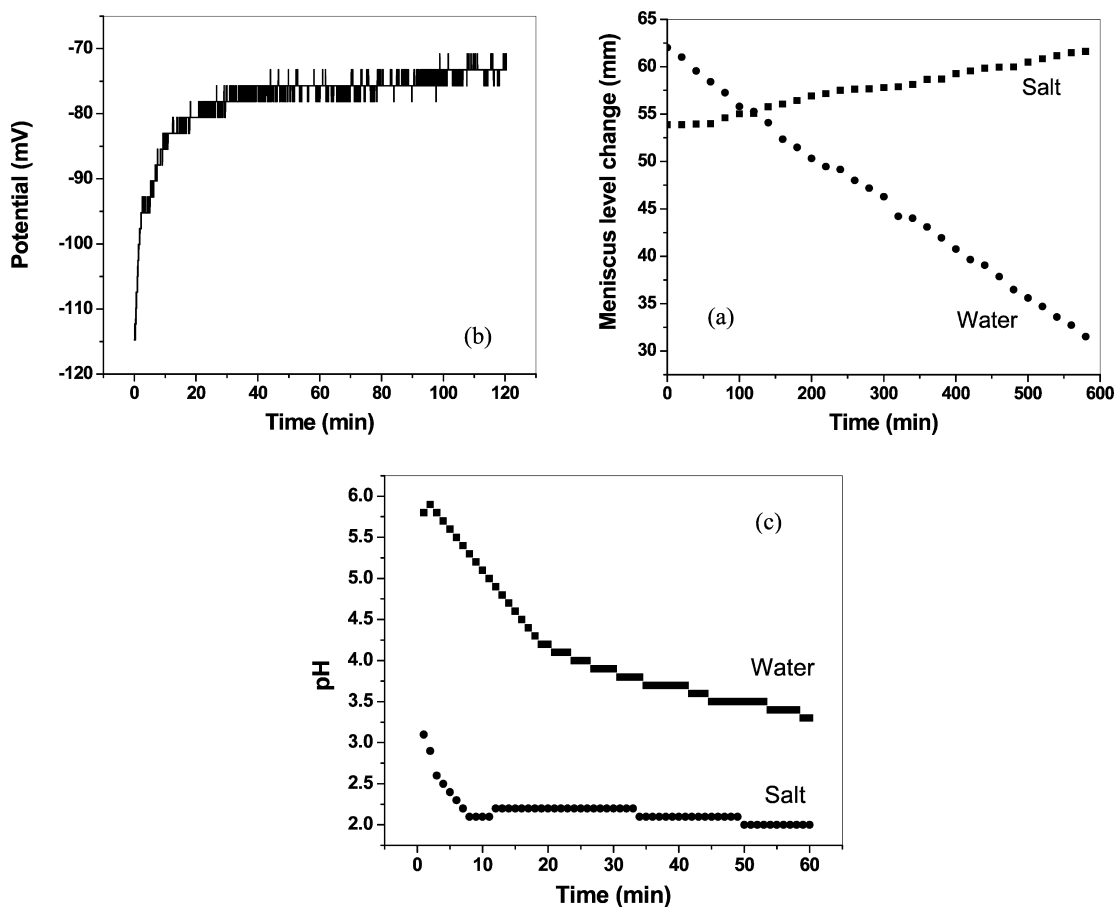 -70
-80
-90
-100
-110
-120
Potential (mV)
0 20 40 60 80 100 120
Time (min)
(b)
65
60
55
50
45
40
35
30
Meniscus level change (mm)
0 100 200 300 400 500 600
Time (min)
Salt
Water
(a)
6.0
5.5
5.0
4.5
4.0
3.5
3.0
2.5
2.0
pH
0 10 20 30 40 50 60
Time (min)
(c)
Water
Salt